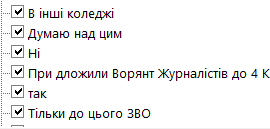 В інші коледжі
Думаю над цим
Ні
При дложили Ворянт Журналістів до 4 К
так
Тільки до цього ЗВО